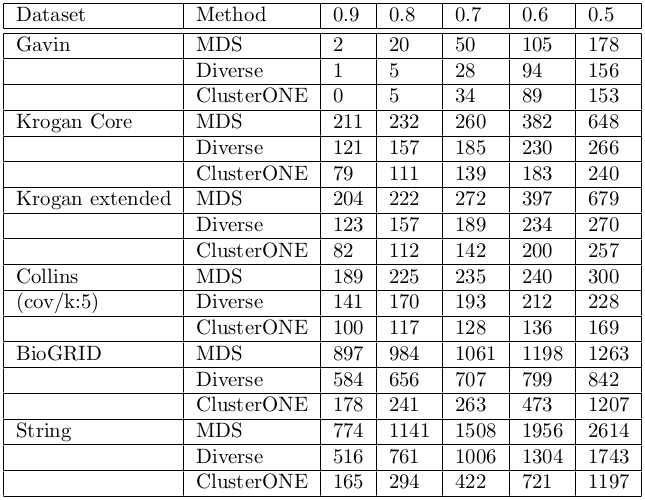 Dataset Method 0.9 0.8 0.7 0.6 0.5
Gavin MDS 2 20 50 105 178
Diverse 1 5 28 94 156
ClusterONE 0 5 34 89 153
Krogan Core MDS 211 232 260 382 648
Diverse 121 157 185 230 266
ClusterONE 79 111 139 183 240
Krogan extended MDS 204 222 272 397 679
Diverse 123 157 189 234 270
ClusterONE 82 112 142 200 257
Collins MDS 189 225 235 240 300
(cov/k:5) Diverse 141 170 193 212 228
ClusterONE 100 117 128 136 169
BioGRID MDS 897 984 1061 1198 1263
Diverse 584 656 707 799 842
ClusterONE 178 241 263 473 1207
String MDS 774 1141 1508 1956 2614
Diverse 516 761 1006 1304 1743
ClusterONE 165 294 422 721 1197